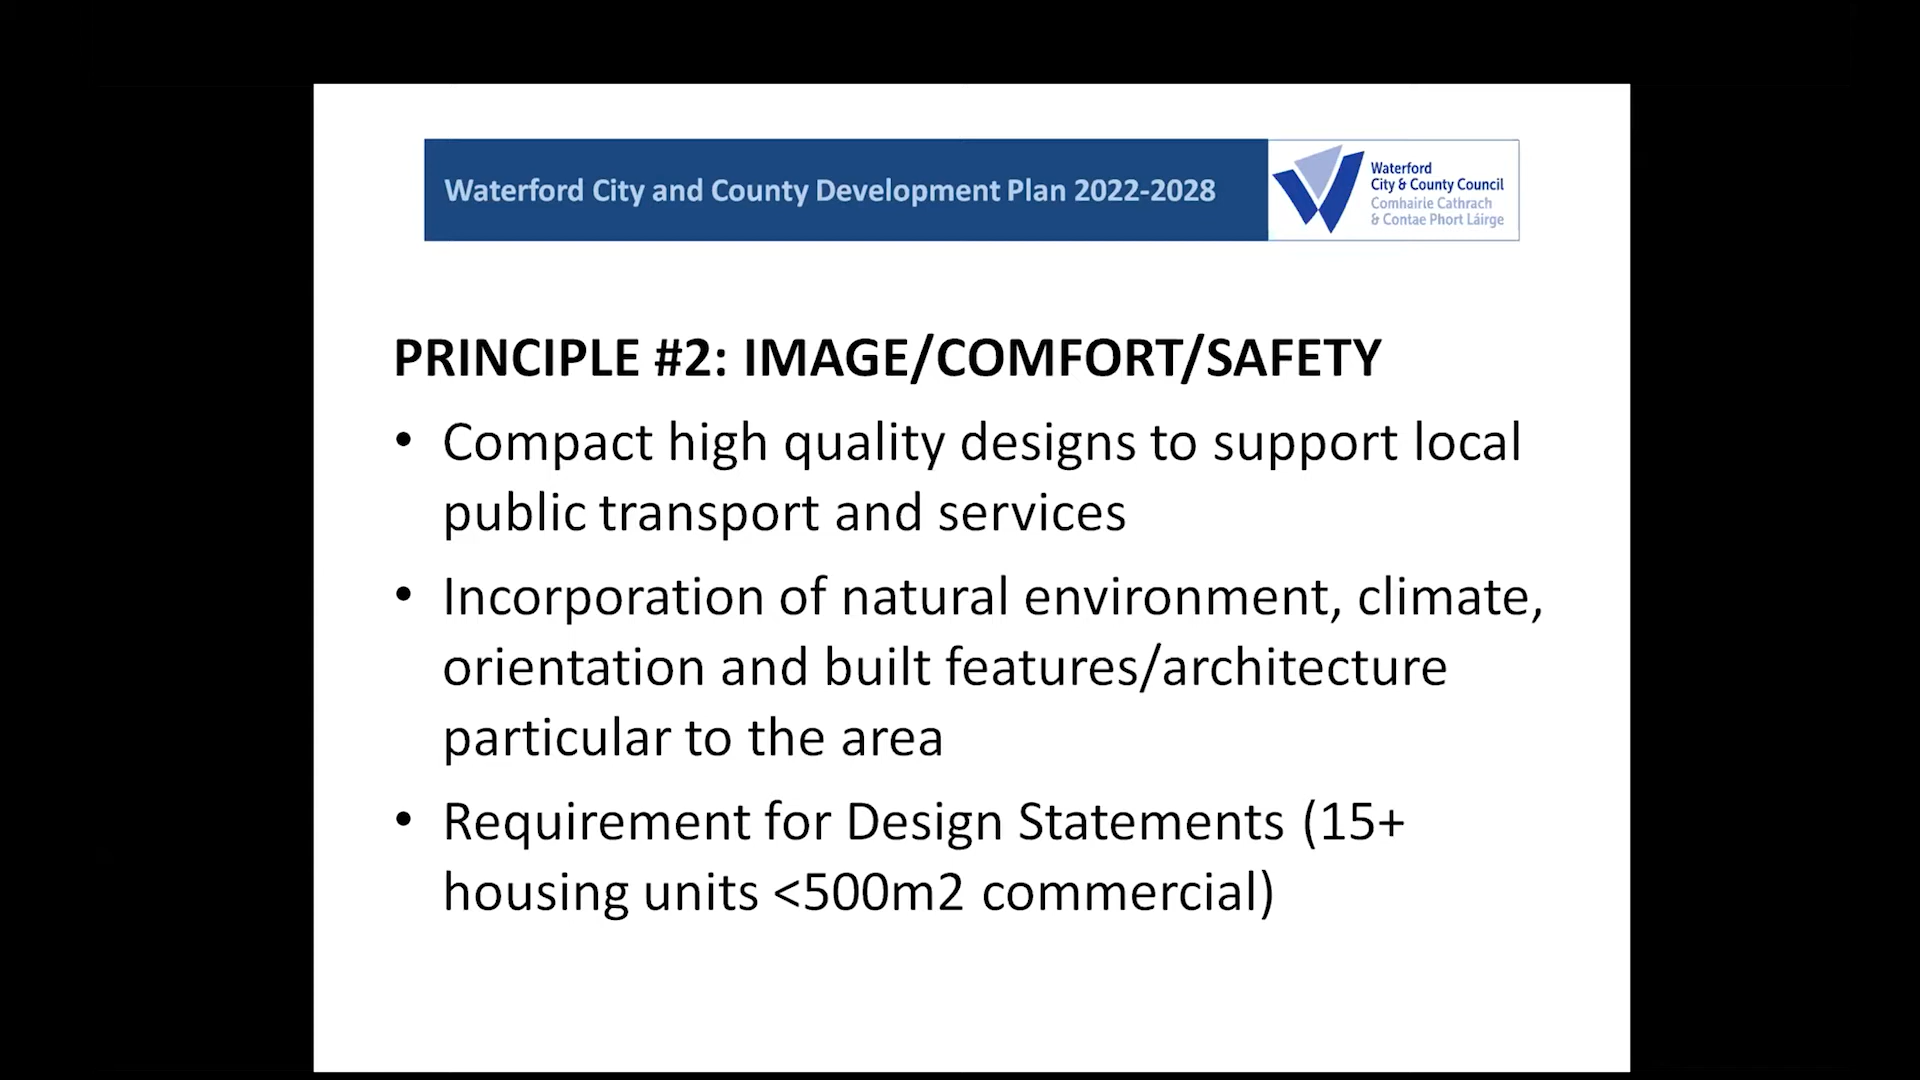 Waterford City and County Development Plan 2022-2028
Waterford
City & County Council
Comhairle Cathrach
& Contae Phort Láirge
PRINCIPLE #2: IMAGE/COMFORT/SAFETY
• Compact high quality designs to support local
public transport and services
• Incorporation of natural environment, climate,
orientation and built features/architecture
particular to the area
• Requirement for Design Statements (15+
housing units <500m2 commercial)